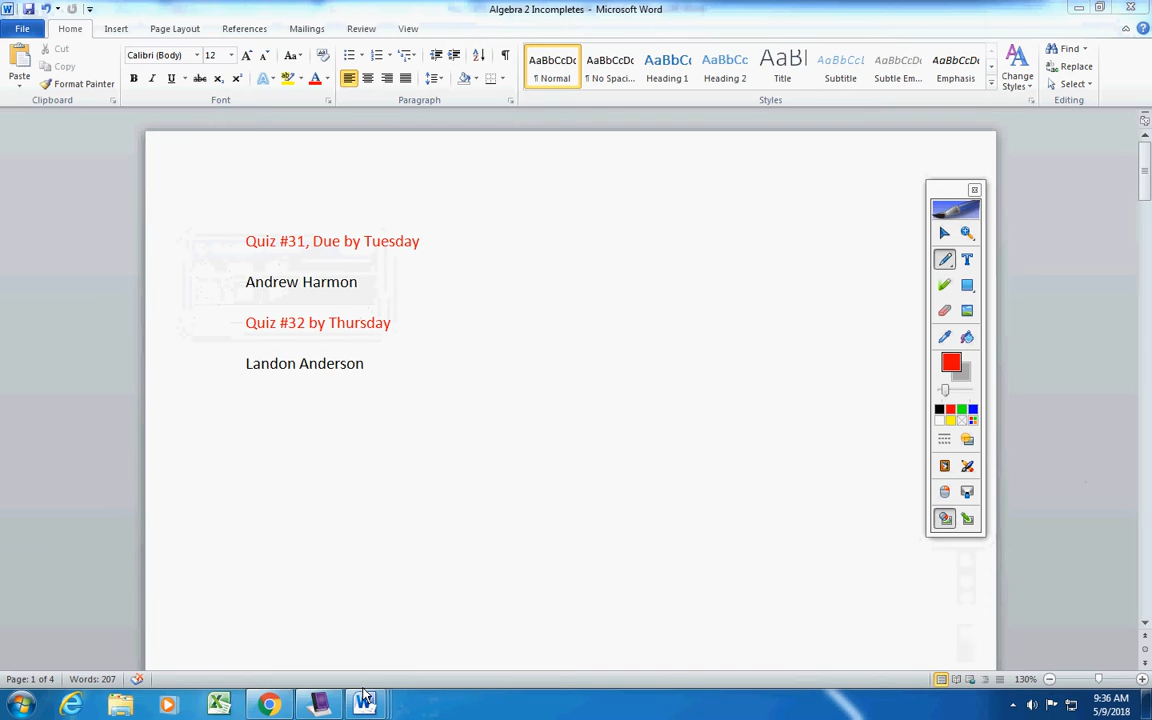 Algebra 2 Incompletes - Microsoft Word
File Home Insert Page Layout References Mailings Review View
Paste
Cut
Copy
Format Painter
Clipboard
Calibri (Body) 12
Font
Paragraph
AaBbCcDc AaBbCcDc AaBbCc AaBbCc AaBl AaBbCcDc AaBbCcDc AaBbCcDc
¶ Normal ¶ No Spaci... Heading 1 Heading 2 Title Subtitle Subtle Em... Emphasis
Change Styles
Styles
Find
Replace
Select
Editing
Quiz #31, Due by Tuesday
Andrew Harmon
Quiz #32 by Thursday
Landon Anderson
Page: 1 of 4 Words: 207
130%
9:36 AM
5/9/2018